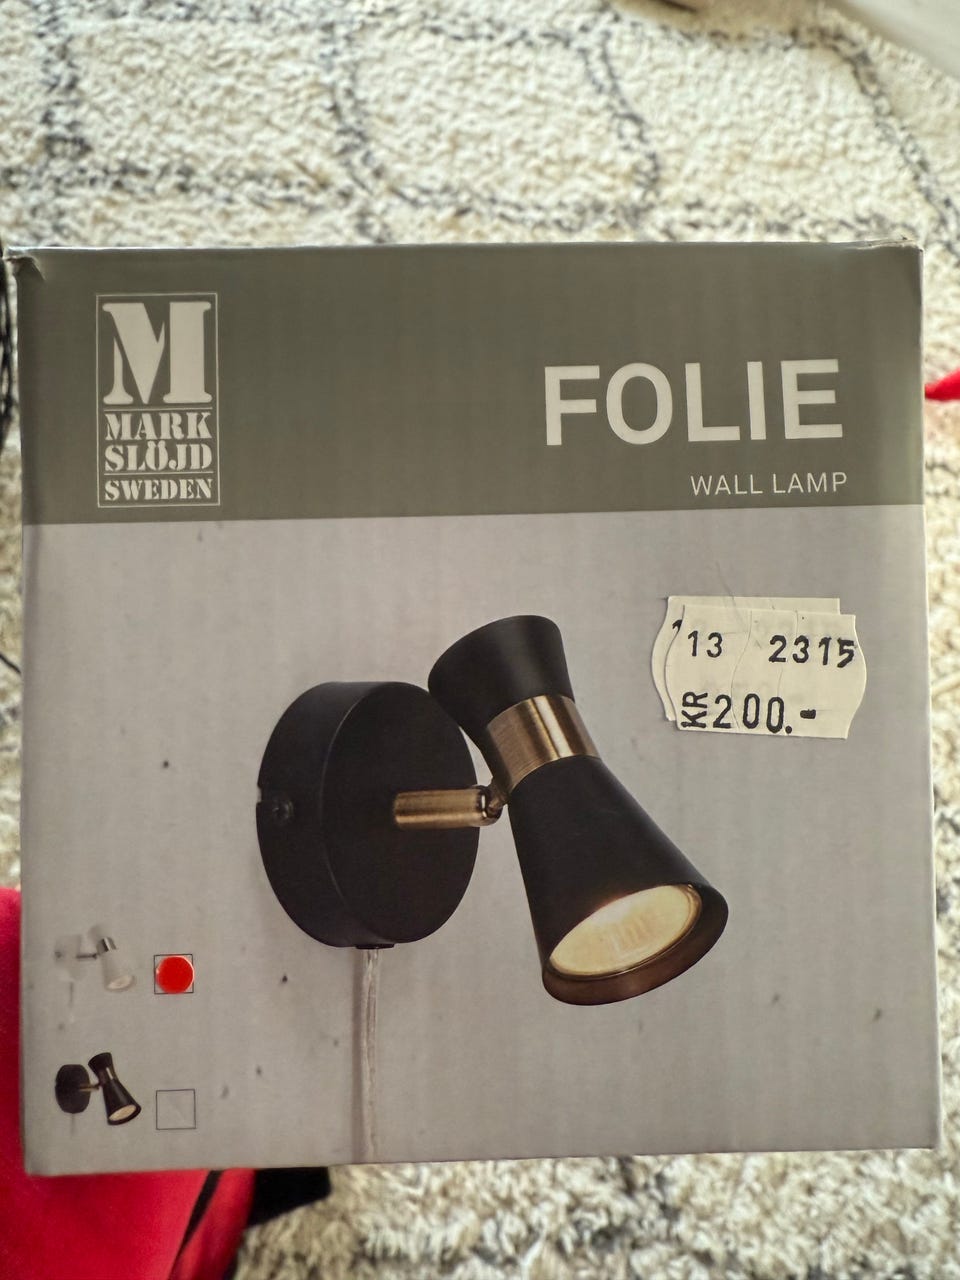 M
MARK
SLÖJD
SWEDEN
FOLIE
WALL LAMP
13 2315
KR 200.-